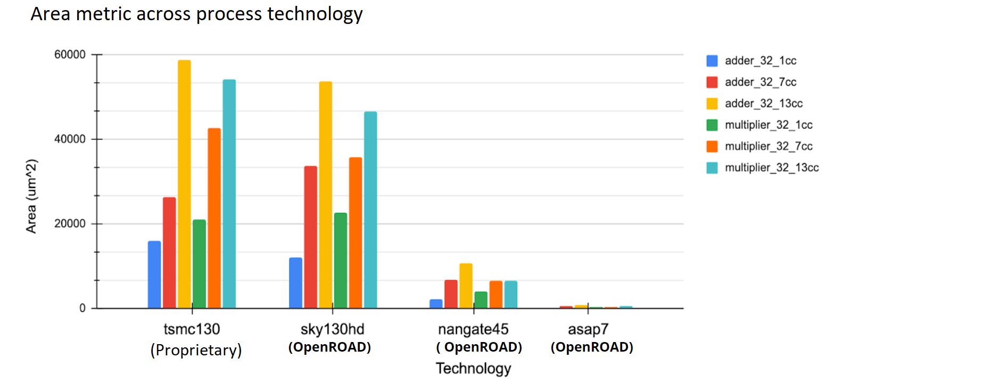 Area metric across process technology
60000
40000
20000
0
Area (um^2)
adder_32_1cc
adder_32_7cc
adder_32_13cc
multiplier_32_1cc
multiplier_32_7cc
multiplier_32_13cc
tsmc130
(Proprietary)
sky130hd
(OpenROAD)
nangate45
( OpenROAD)
asap7
(OpenROAD)
Technology